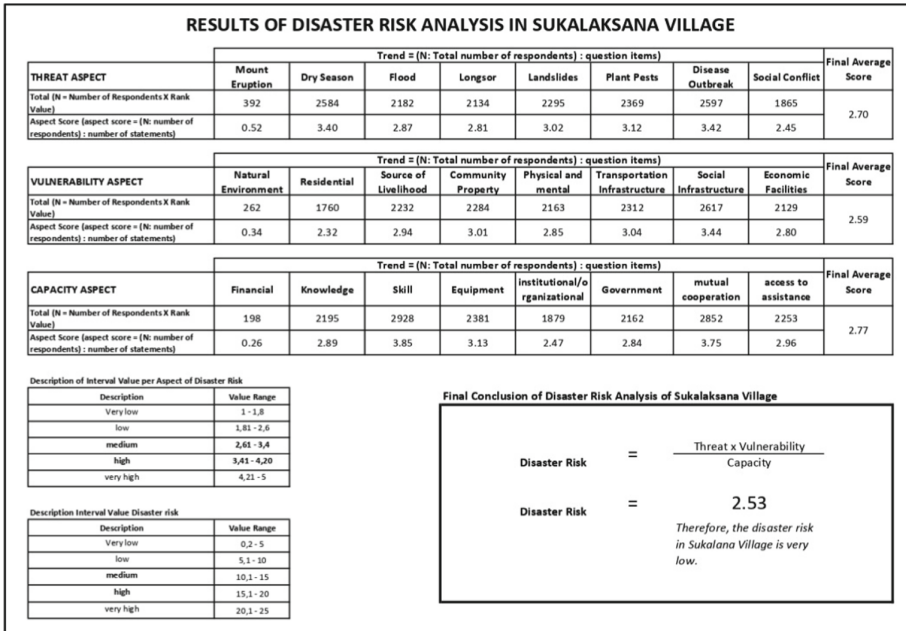 RESULTS OF DISASTER RISK ANALYSIS IN SUKALAKSANA VILLAGE
Trend = (N: Total number of respondents) : question items)
Final Average Score
THREAT ASPECT
Mount Eruption
Dry Season
Flood
Longsor
Landslides
Plant Pests
Disease Outbreak
Social Conflict
Total (N = Number of Respondents X Rank Value)
392 2584 2182 2134 2295 2369 2597 1865
2.70
Aspect Score (aspect score = (N: number of respondents) : number of statements)
0.52 3.40 2.87 2.81 3.02 3.12 3.42 2.45
Trend = (N: Total number of respondents) : question items)
Final Average Score
VULNERABILITY ASPECT
Natural Environment
Residential
Source of Livelihood
Community Property
Physical and mental
Transportation Infrastructure
Social Infrastructure
Economic Facilities
Total (N = Number of Respondents X Rank Value)
262 1760 2232 2284 2163 2312 2617 2129
2.59
Aspect Score (aspect score = (N: number of respondents) : number of statements)
0.34 2.32 2.94 3.01 2.85 3.04 3.44 2.80
Trend = (N: Total number of respondents) : question items)
Final Average Score
CAPACITY ASPECT
Financial
Knowledge
Skill
Equipment
institutional/o
rganizational
Government
mutual cooperation
access to assistance
Total (N = Number of Respondents X Rank Value)
198 2195 2928 2381 1879 2162 2852 2253
2.77
Aspect Score (aspect score = (N: number of respondents) : number of statements)
0.26 2.89 3.85 3.13 2.47 2.84 3.75 2.96
Description of Interval Value per Aspect of Disaster Risk
Description Value Range
Very low 1 - 1,8
low 1,81 - 2,6
medium 2,61 - 3,4
high 3,41 - 4,20
very high 4,21 - 5
Description Interval Value Disaster risk
Description Value Range
Very low 0,2 - 5
low 5,1 - 10
medium 10,1 - 15
high 15,1 - 20
very high 20,1 - 25
Final Conclusion of Disaster Risk Analysis of Sukalaksana Village
Disaster Risk = Threat x Vulnerability
Capacity
Disaster Risk = 2.53
Therefore, the disaster risk
in Sukalana Village is very
low.